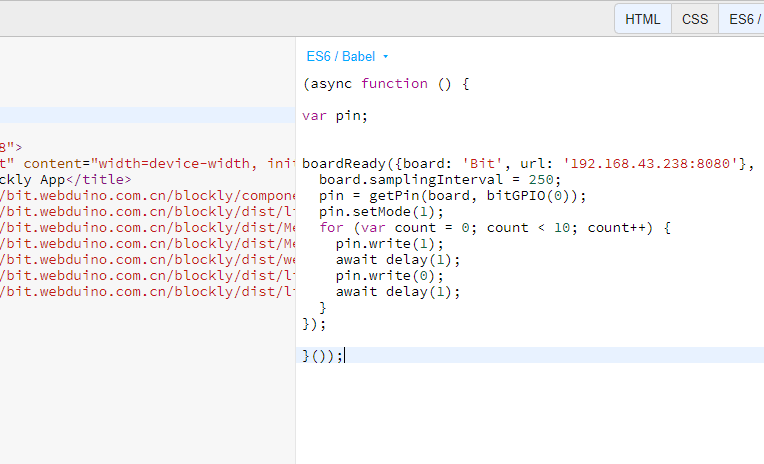 HTML CSS ES6 /
ES6 / Babel
(async function () {
var pin;
8">
t" content="width=device-width, init
boardReady({board: 'Bit', url: '192.168.43.238:8080'},
ckly App</title>
board.samplingInterval = 250;
/bit.webduino.com.cn/blockly/compone
pin = getPin(board, bitGPIO(0));
/bit.webduino.com.cn/blockly/dist/li
pin.setMode(1);
/bit.webduino.com.cn/blockly/dist/Me
for (var count = 0; count < 10; count++) {
/bit.webduino.com.cn/blockly/dist/Me
pin.write(1);
/bit.webduino.com.cn/blockly/dist/we
await delay(1);
/bit.webduino.com.cn/blockly/dist/li
pin.write(0);
/bit.webduino.com.cn/blockly/dist/li
await delay(1);
}
});
}());